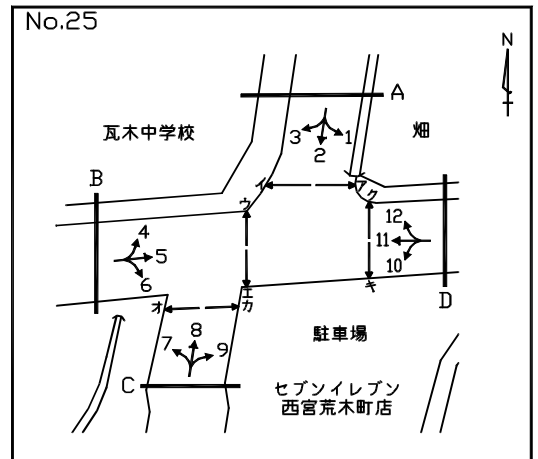 No.25
N
A
瓦木中学校
3
1
畑
2
B
イ
ア
ク
ウ
12
4
11
5
6
10
エ
キ
オ
カ
D
8
駐車場
7
9
C
セブンイレブン
西宮荒木町店